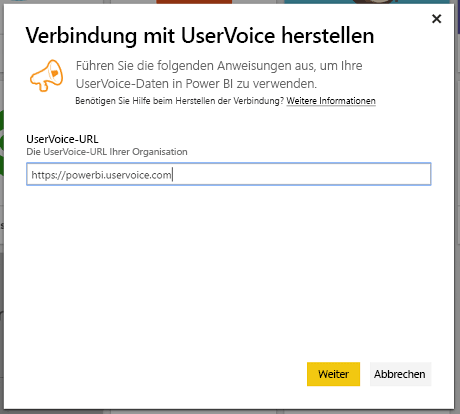 Verbindung mit UserVoice herstellen
Führen Sie die folgenden Anweisungen aus, um Ihre
UserVoice-Daten in Power BI zu verwenden.
Benötigen Sie Hilfe beim Herstellen der Verbindung? Weitere Informationen
UserVoice-URL
Die UserVoice-URL Ihrer Organisation
https://powerbi.uservoice.com
Weiter Abbrechen